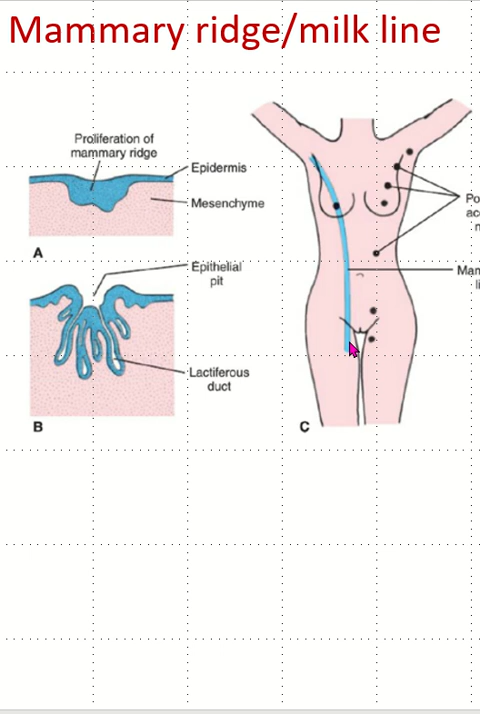 Mammary ridge/milk line
Proliferation of
mammary ridge
Epidermis
Mesenchyme
A
Epithelial
pit
Lactiferous
duct
B
C